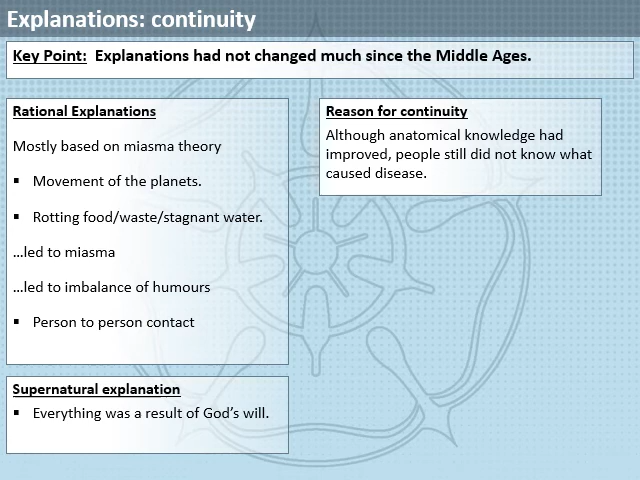 Explanations: continuity
Key Point: Explanations had not changed much since the Middle Ages.
Rational Explanations
Mostly based on miasma theory
▪ Movement of the planets.
▪ Rotting food/waste/stagnant water.
…led to miasma
…led to imbalance of humours
▪ Person to person contact
Supernatural explanation
▪ Everything was a result of God’s will.
Reason for continuity
Although anatomical knowledge had
improved, people still did not know what
caused disease.